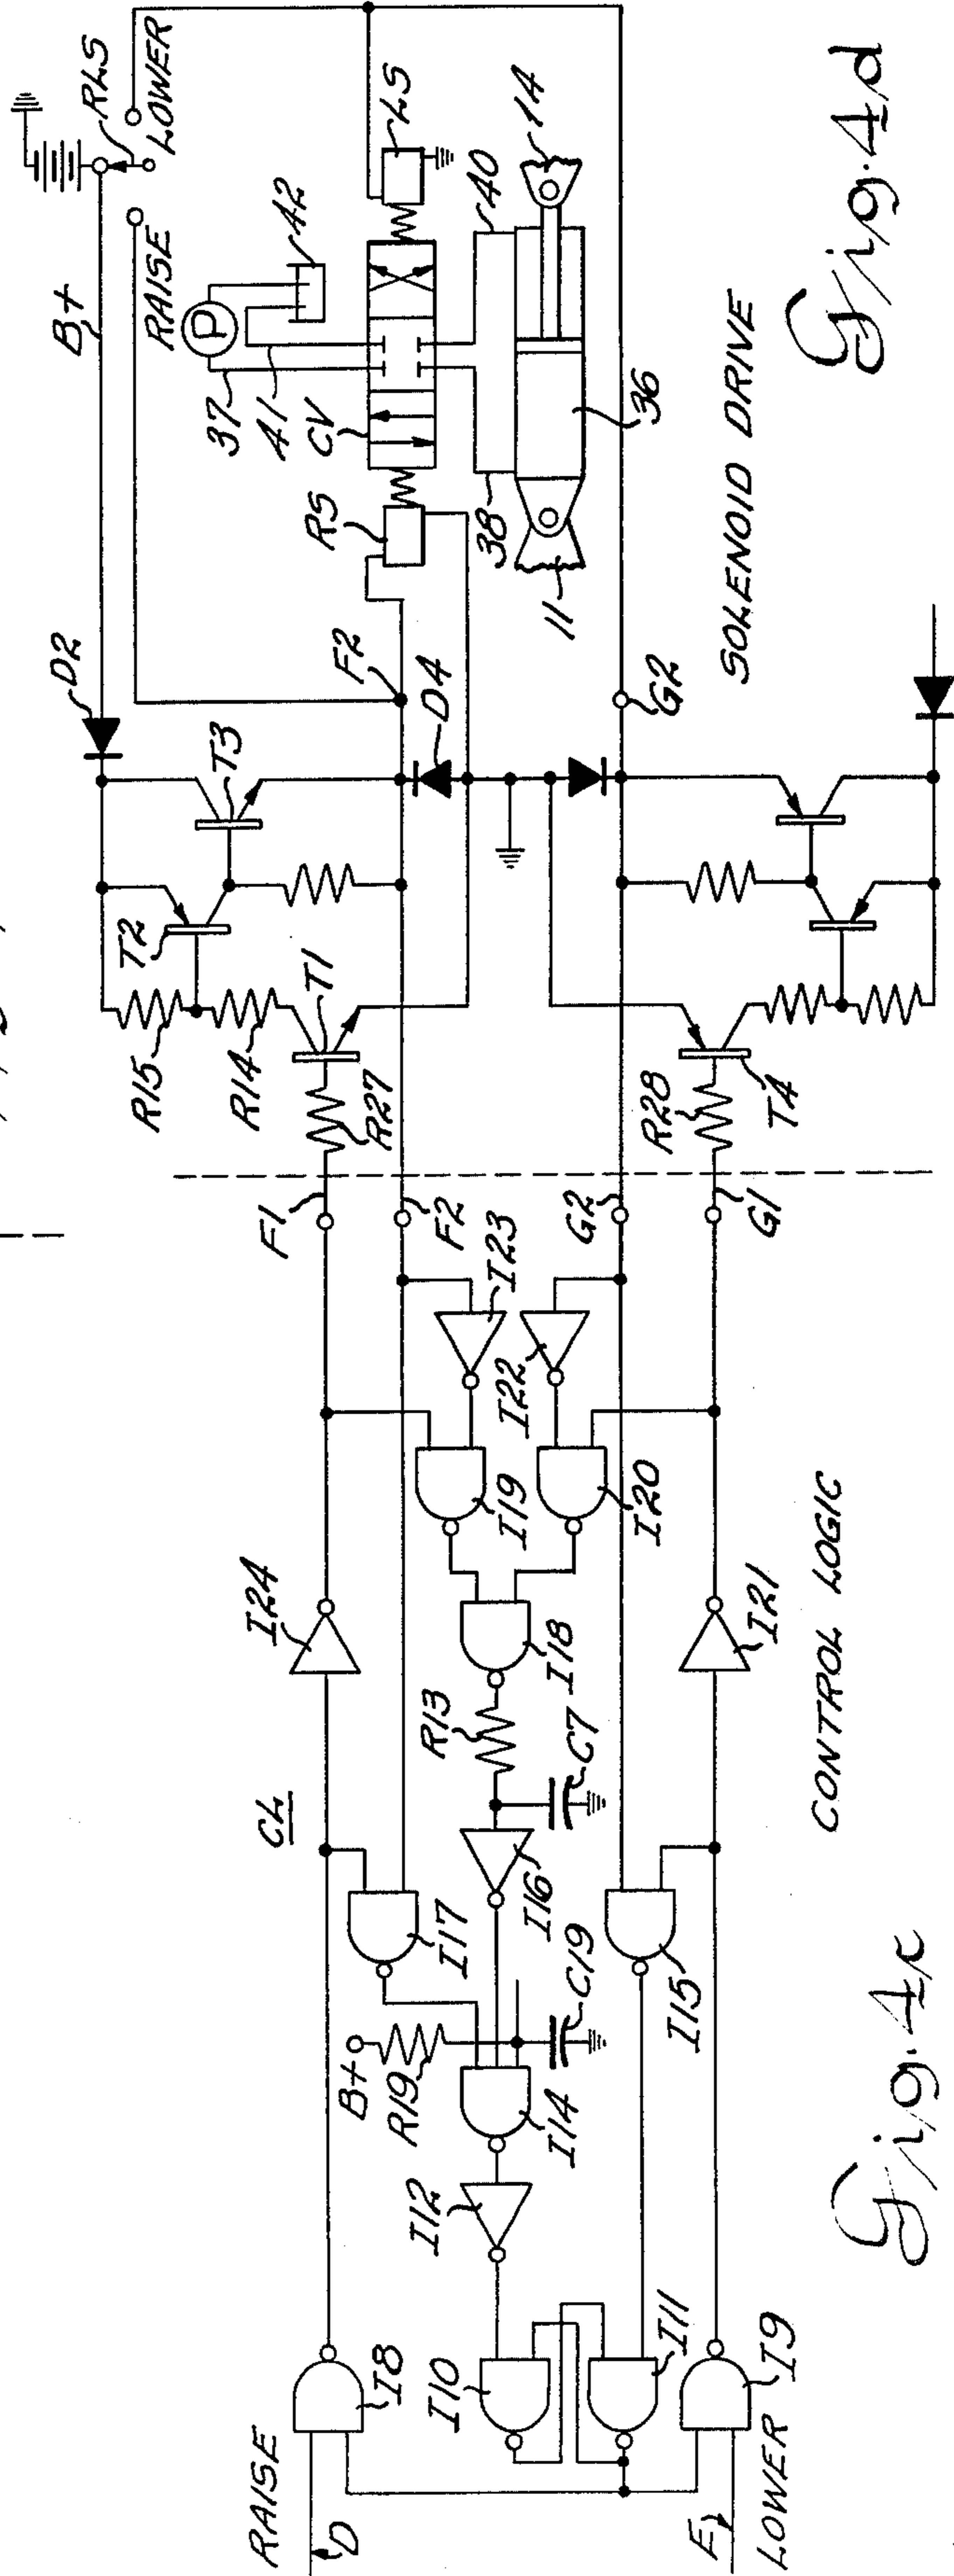 RAISE
D
E
LOWER
I8
I9
I10
I11
I12
I14
B+
R19
C19
I17
I16
I15
CL
R13
C7
I18
I24
I21
I19
I20
I22
I23
F1
F2
G2
G1
CONTROL LOGIC
Fig. 4c
R15
R14
R27
T1
T2
T3
D2
R28
T4
F2
D4
G2
B+
RAISE
RLS
LOWER
37
41
42
P
CV
RS
LS
38
40
11
36
14
SOLENOID DRIVE
Fig. 4d